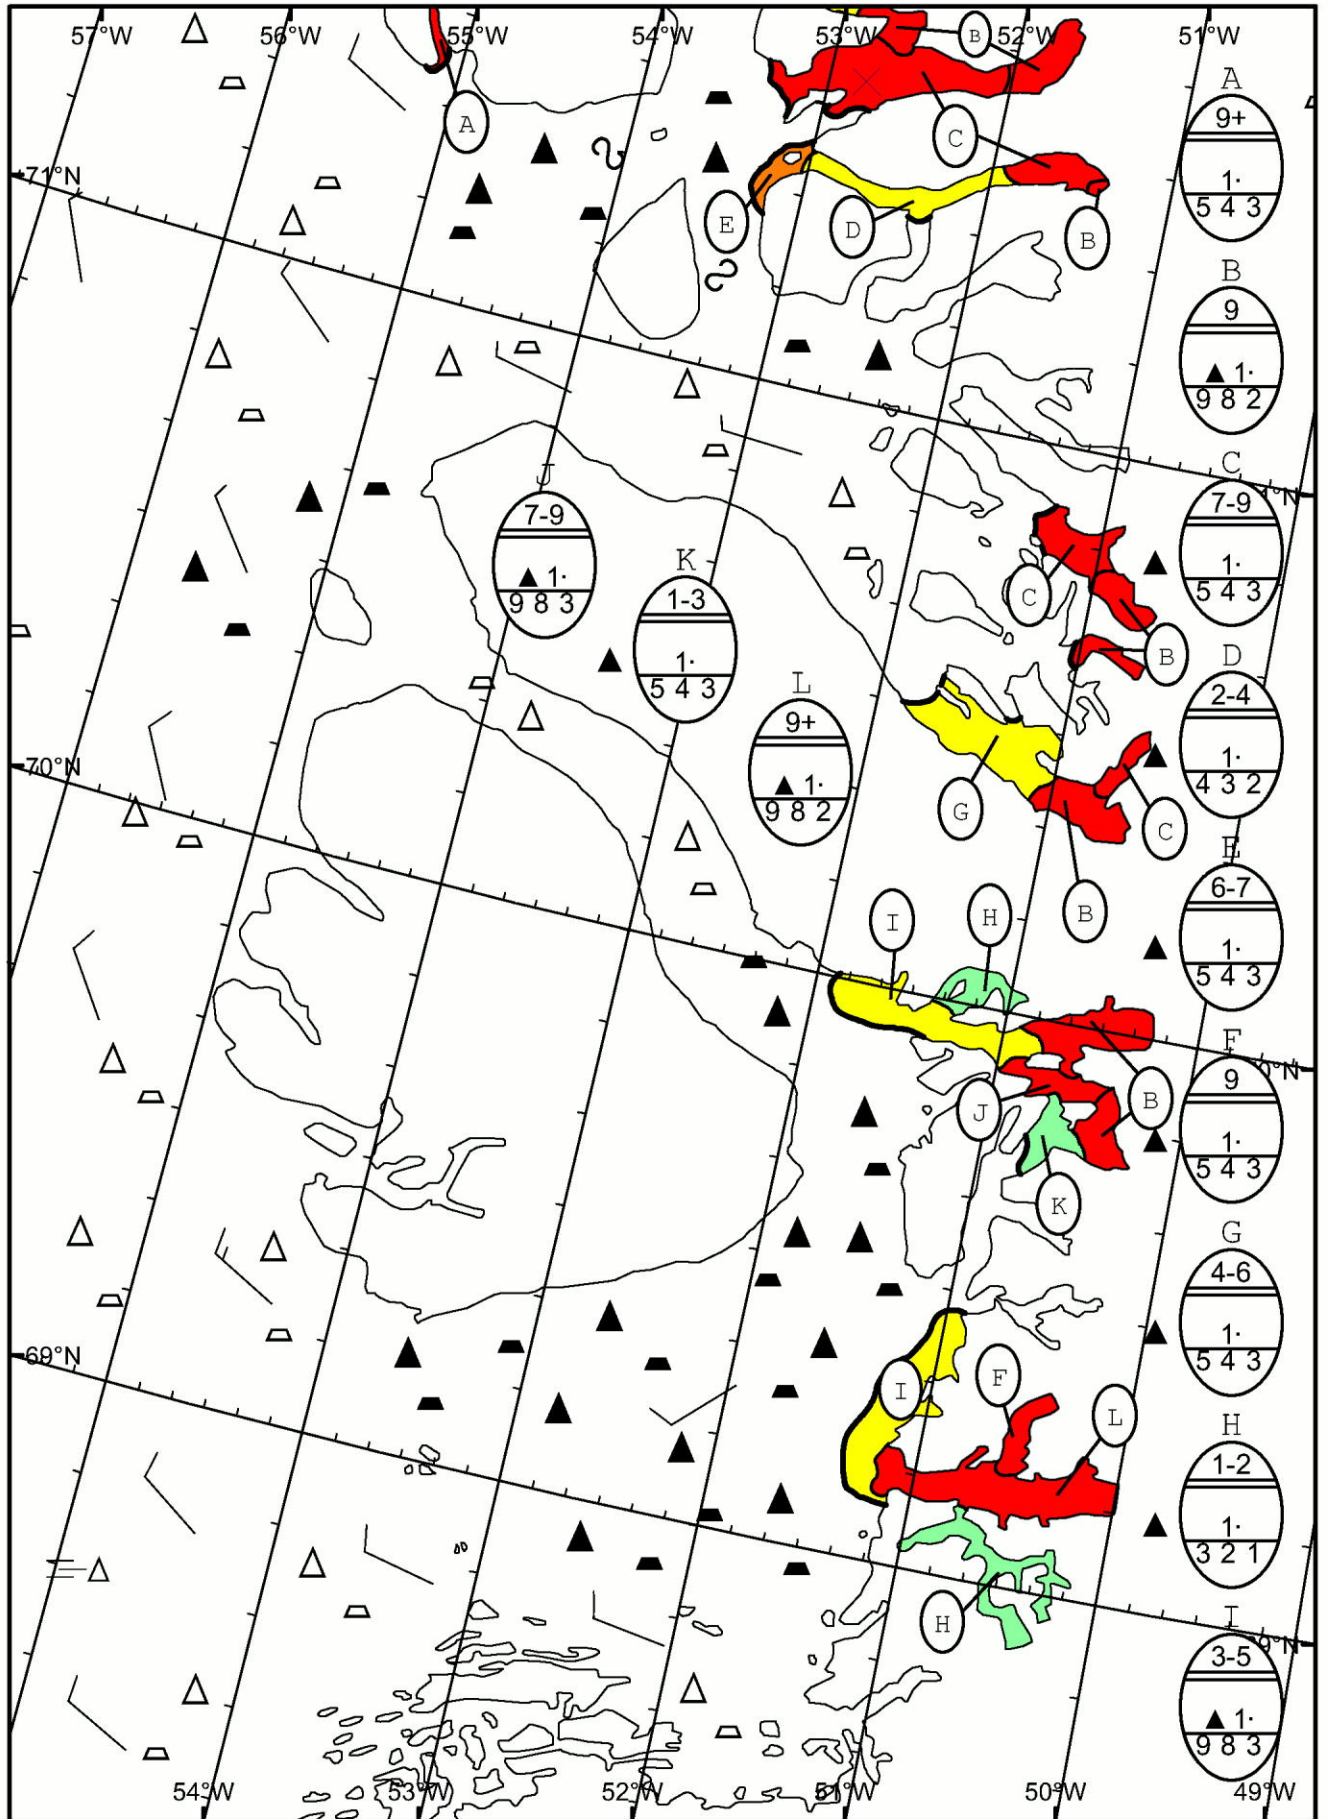 57°W 56°W 55°W 54°W 53°W 52°W 51°W
B
A
9+
1·
5 4 3
A
C
71°N
E
D
B
B
9
▲ 1·
9 8 2
C
7-9
1·
5 4 3
J
7-9
▲ 1·
9 8 3
K
1-3
1·
5 4 3
C
B
D
2-4
1·
4 3 2
L
9+
▲ 1·
9 8 2
70°N
G
C
B
E
6-7
1·
5 4 3
I
H
F
9
1·
5 4 3
J
B
K
G
4-6
1·
5 4 3
69°N
I
F
L
H
1-2
1·
3 2 1
H
I
3-5
▲ 1·
9 8 3
54°W 53°W 52°W 51°W 50°W 49°W